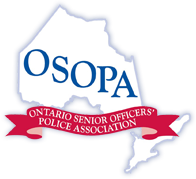 OSOPA
ONTARIO SENIOR OFFICERS'
POLICE ASSOCIATION